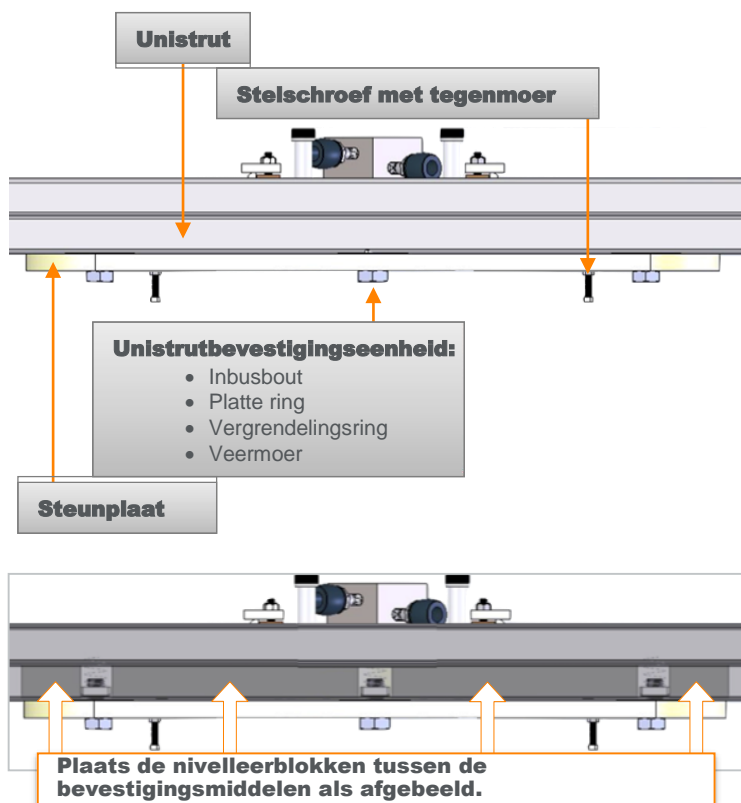 Unistrut
Stelschroef met tegenmoer
Unistrutbevestigingseenheid:
• Inbusbout
• Platte ring
• Vergrendelingsring
• Veermoer
Steunplaat
Plaats de nivelleerblokken tussen de
bevestigingsmiddelen als afgebeeld.